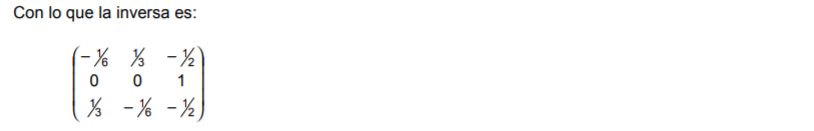 Con lo que la inversa es:
−1/6 1/3 −1/2
0 0 1
1/3 −1/6 −1/2